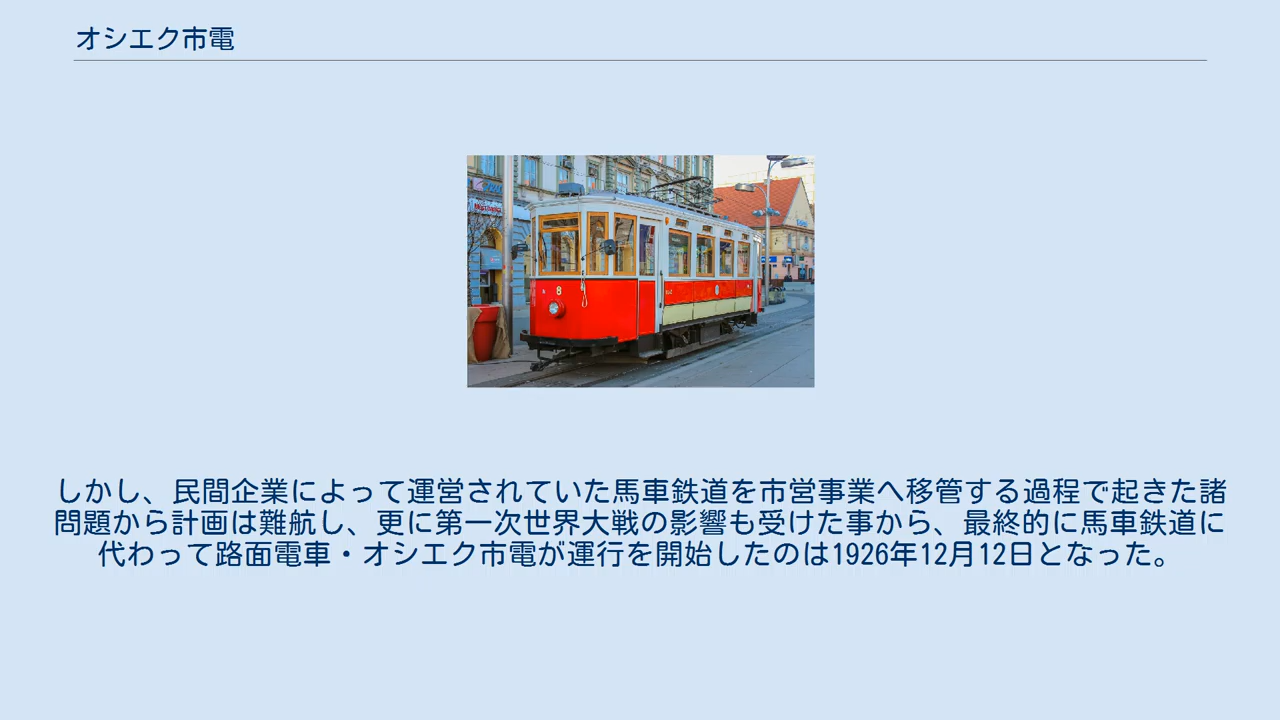 オシエク市電
8
しかし、民間企業によって運営されていた馬車鉄道を市営事業へ移管する過程で起きた諸
問題から計画は難航し、更に第一次世界大戦の影響も受けた事から、最終的に馬車鉄道に
代わって路面電車・オシエク市電が運行を開始したのは1926年12月12日となった。